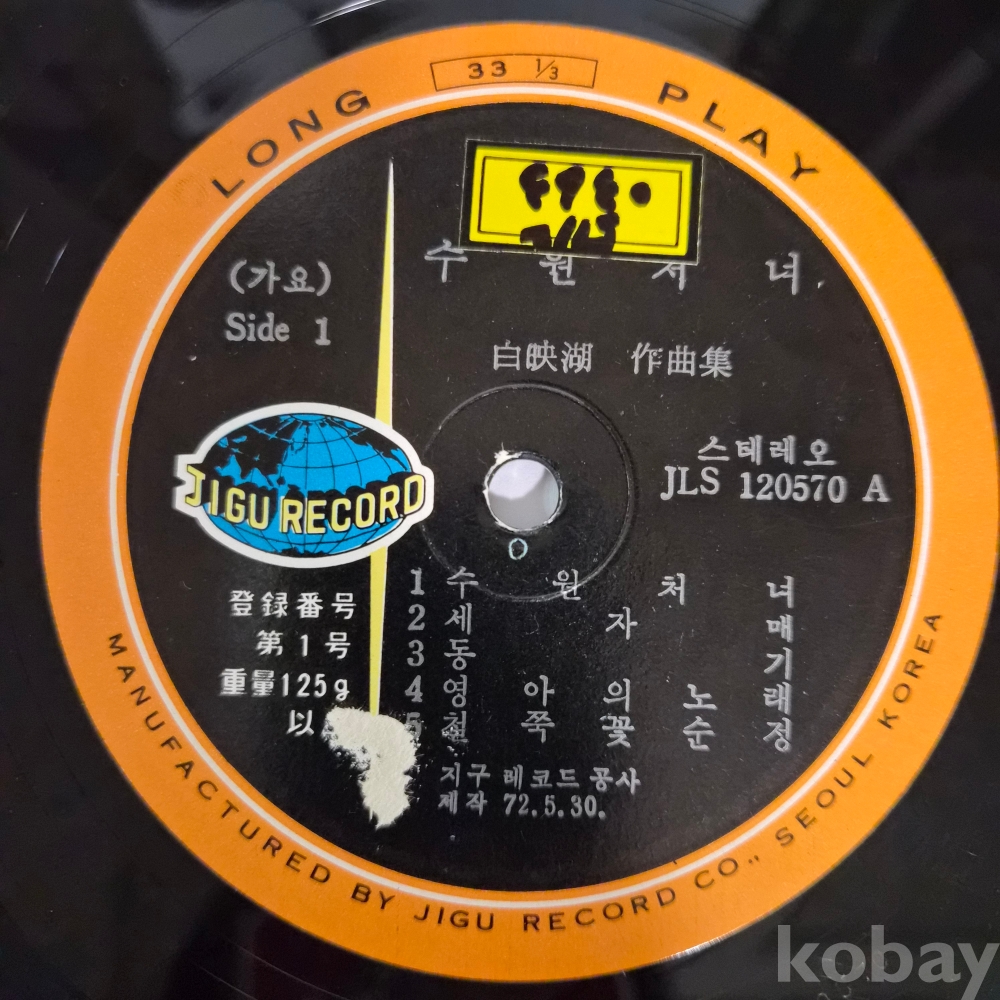 33 1/3
LONG PLAY
수 원 처 녀
(가요)
Side 1
白映湖 作曲集
스테레오
JLS 120570 A
JIGU RECORD
登録番号
第1号
重量125g
以
1 수 원 처 녀
2 세 자 매
3 동 기
4 영 아 의 노 래
5 철 쭉 꽃 순 정
지구 레코드 공사
제작 72.5.30.
MANUFACTURED BY JIGU RECORD CO., SEOUL KOREA
kobay